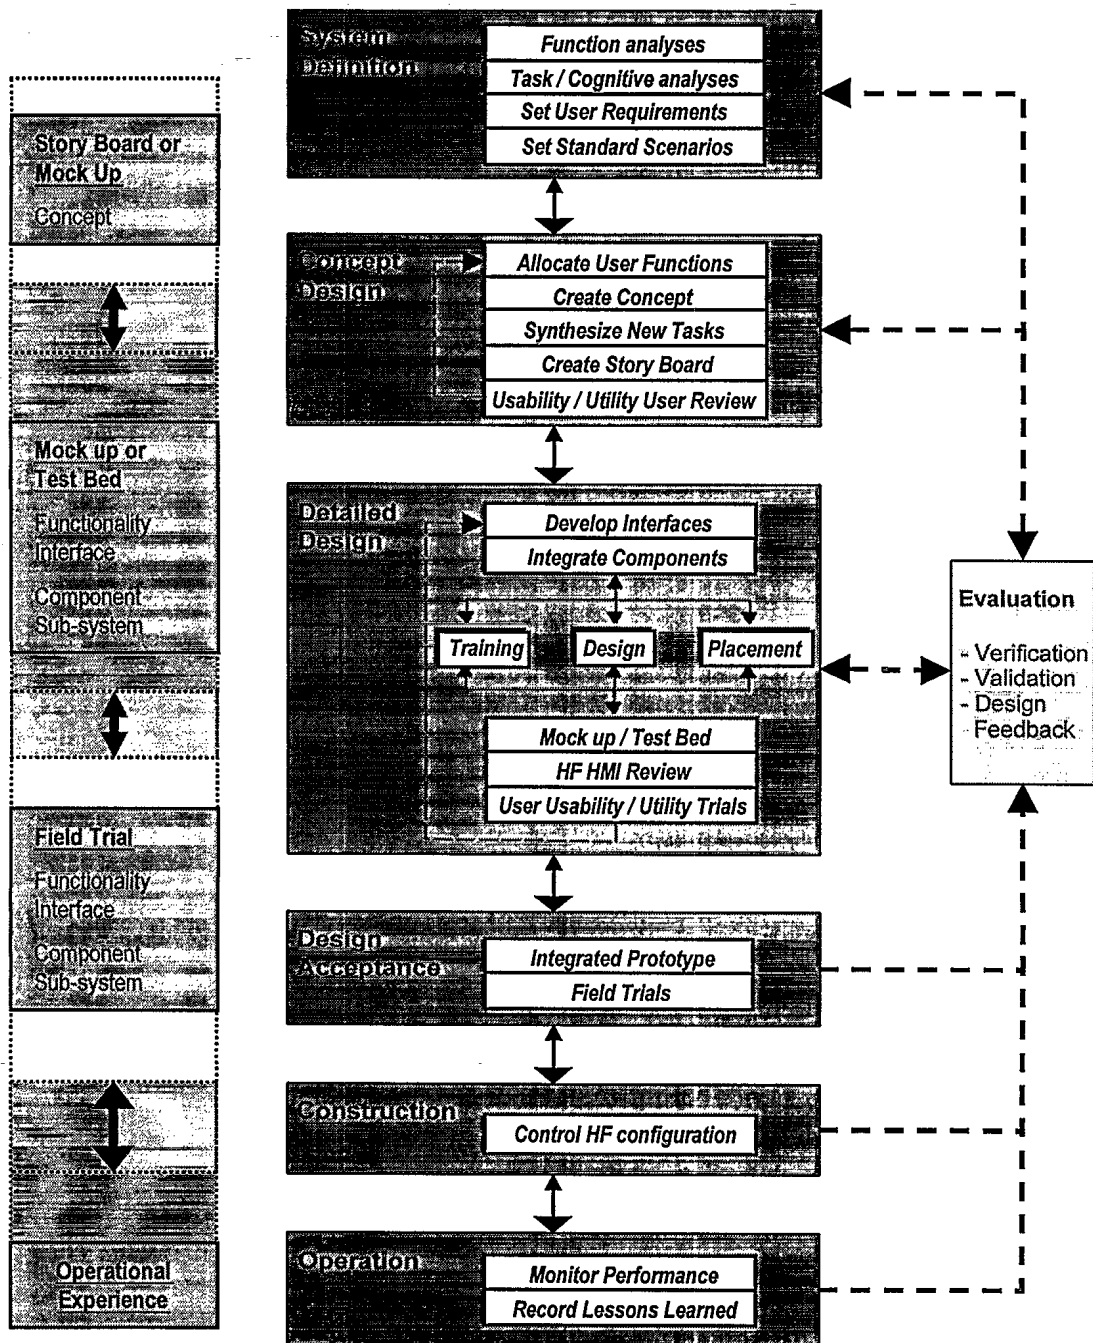 Story Board or
Mock Up
Concept
Mock up or
Test Bed
Functionality
Interface
Component
Sub-system
Field Trial
Functionality
Interface
Component
Sub-system
Operational
Experience
System
Definition
Function analyses
Task / Cognitive analyses
Set User Requirements
Set Standard Scenarios
Concept
Design
Allocate User Functions
Create Concept
Synthesize New Tasks
Create Story Board
Usability / Utility User Review
Detailed
Design
Develop Interfaces
Integrate Components
Training
Design
Placement
Mock up / Test Bed
HF HMI Review
User Usability / Utility Trials
Design
Acceptance
Integrated Prototype
Field Trials
Construction
Control HF configuration
Operation
Monitor Performance
Record Lessons Learned
Evaluation
- Verification
- Validation
- Design
Feedback